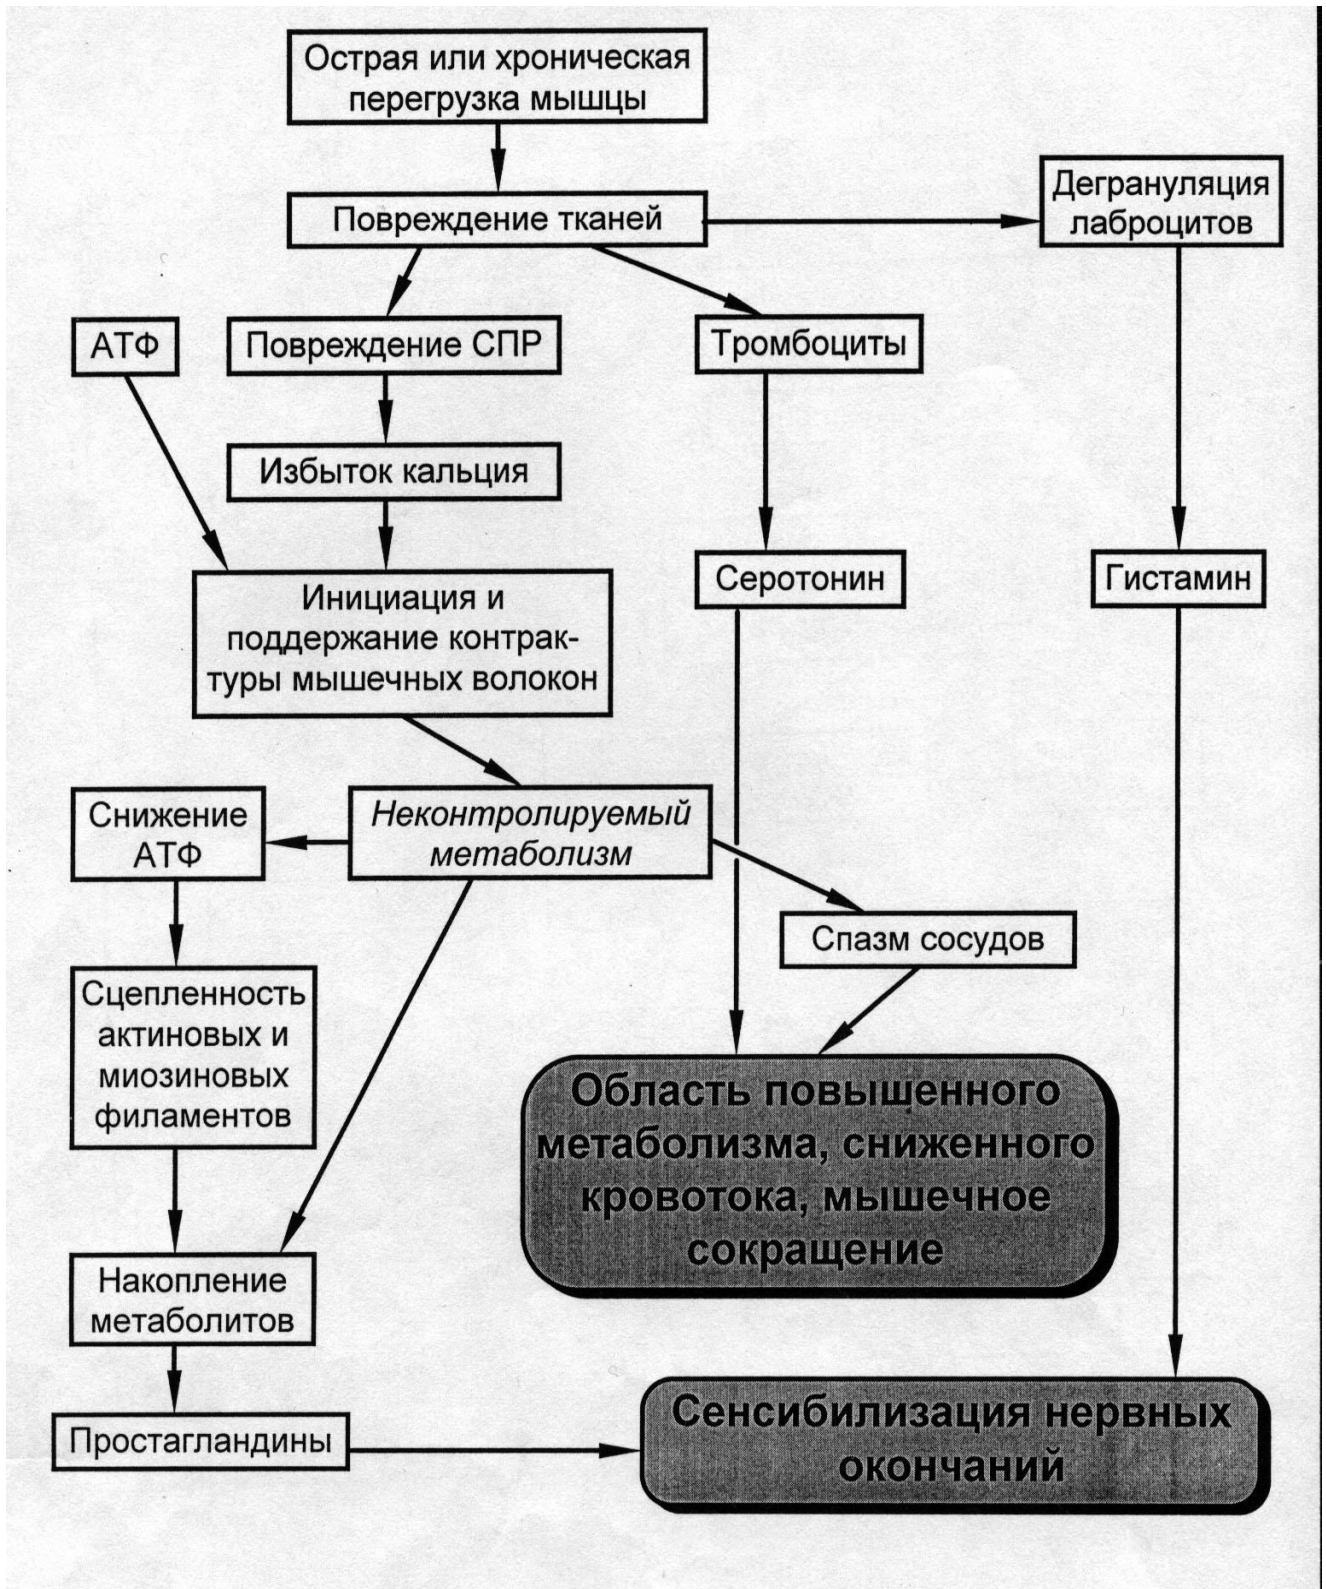 Острая или хроническая
перегрузка мышцы
Дегрануляция
лаброцитов
Повреждение тканей
АТФ
Повреждение СПР
Тромбоциты
Избыток кальция
Инициация и
поддержание контрак-
туры мышечных волокон
Серотонин
Гистамин
Снижение
АТФ
Неконтролируемый
метаболизм
Спазм сосудов
Сцепленность
актиновых и
миозиновых
филаментов
Область повышенного
метаболизма, сниженного
кровотока, мышечное
сокращение
Накопление
метаболитов
Простагландины
Сенсибилизация нервных
окончаний